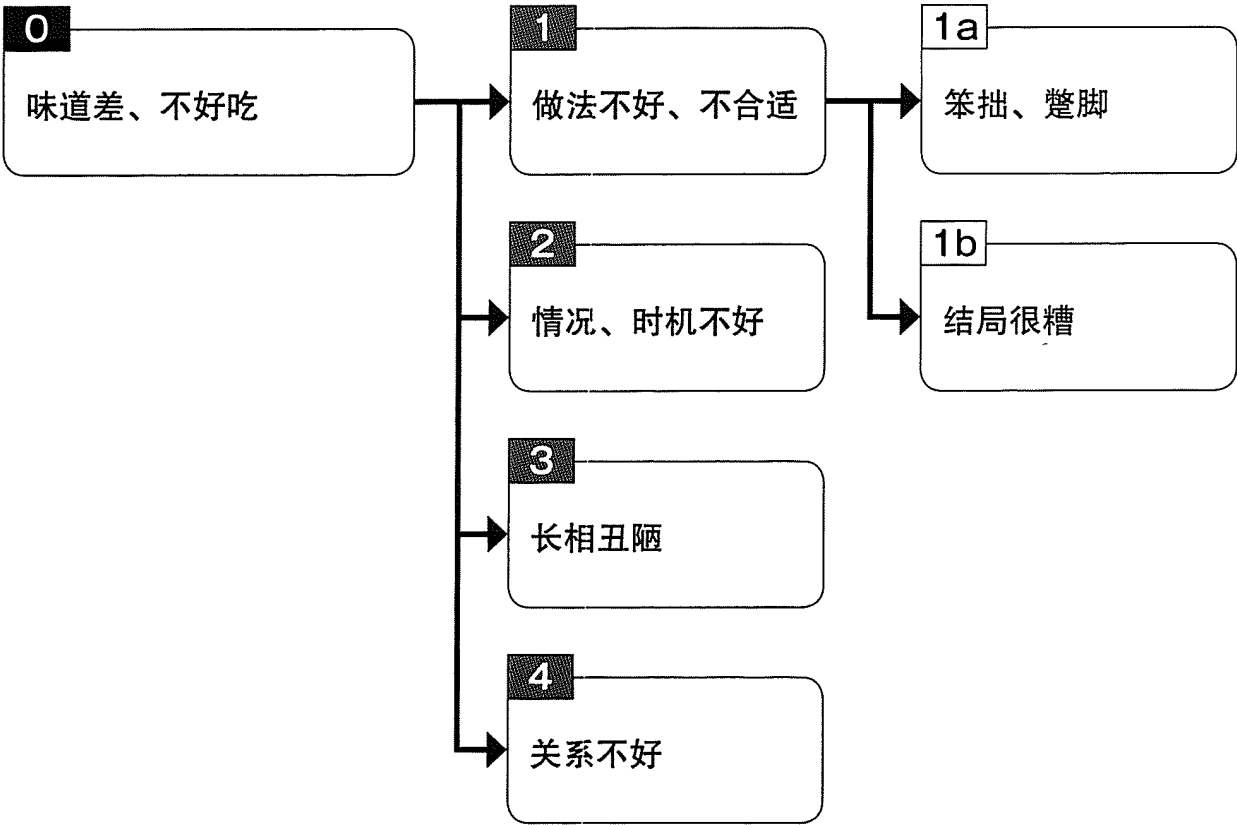 0
味道差、不好吃
1
做法不好、不合适
1a
笨拙、蹩脚
1b
结局很糟
2
情况、时机不好
3
长相丑陋
4
关系不好